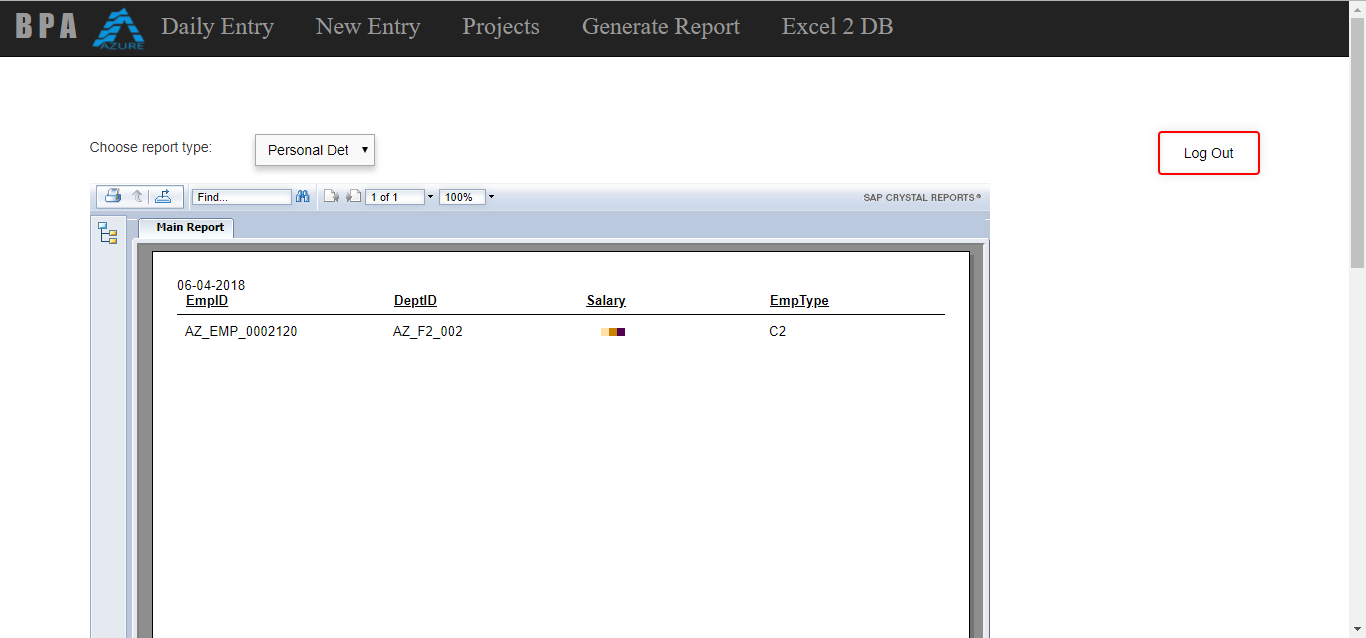 BPA AZURE Daily Entry New Entry Projects Generate Report Excel 2 DB
Choose report type: Personal Det Log Out
Find... 1 of 1 100% SAP CRYSTAL REPORTS®
Main Report
06-04-2018
EmpID DeptID Salary EmpType
AZ_EMP_0002120 AZ_F2_002 C2